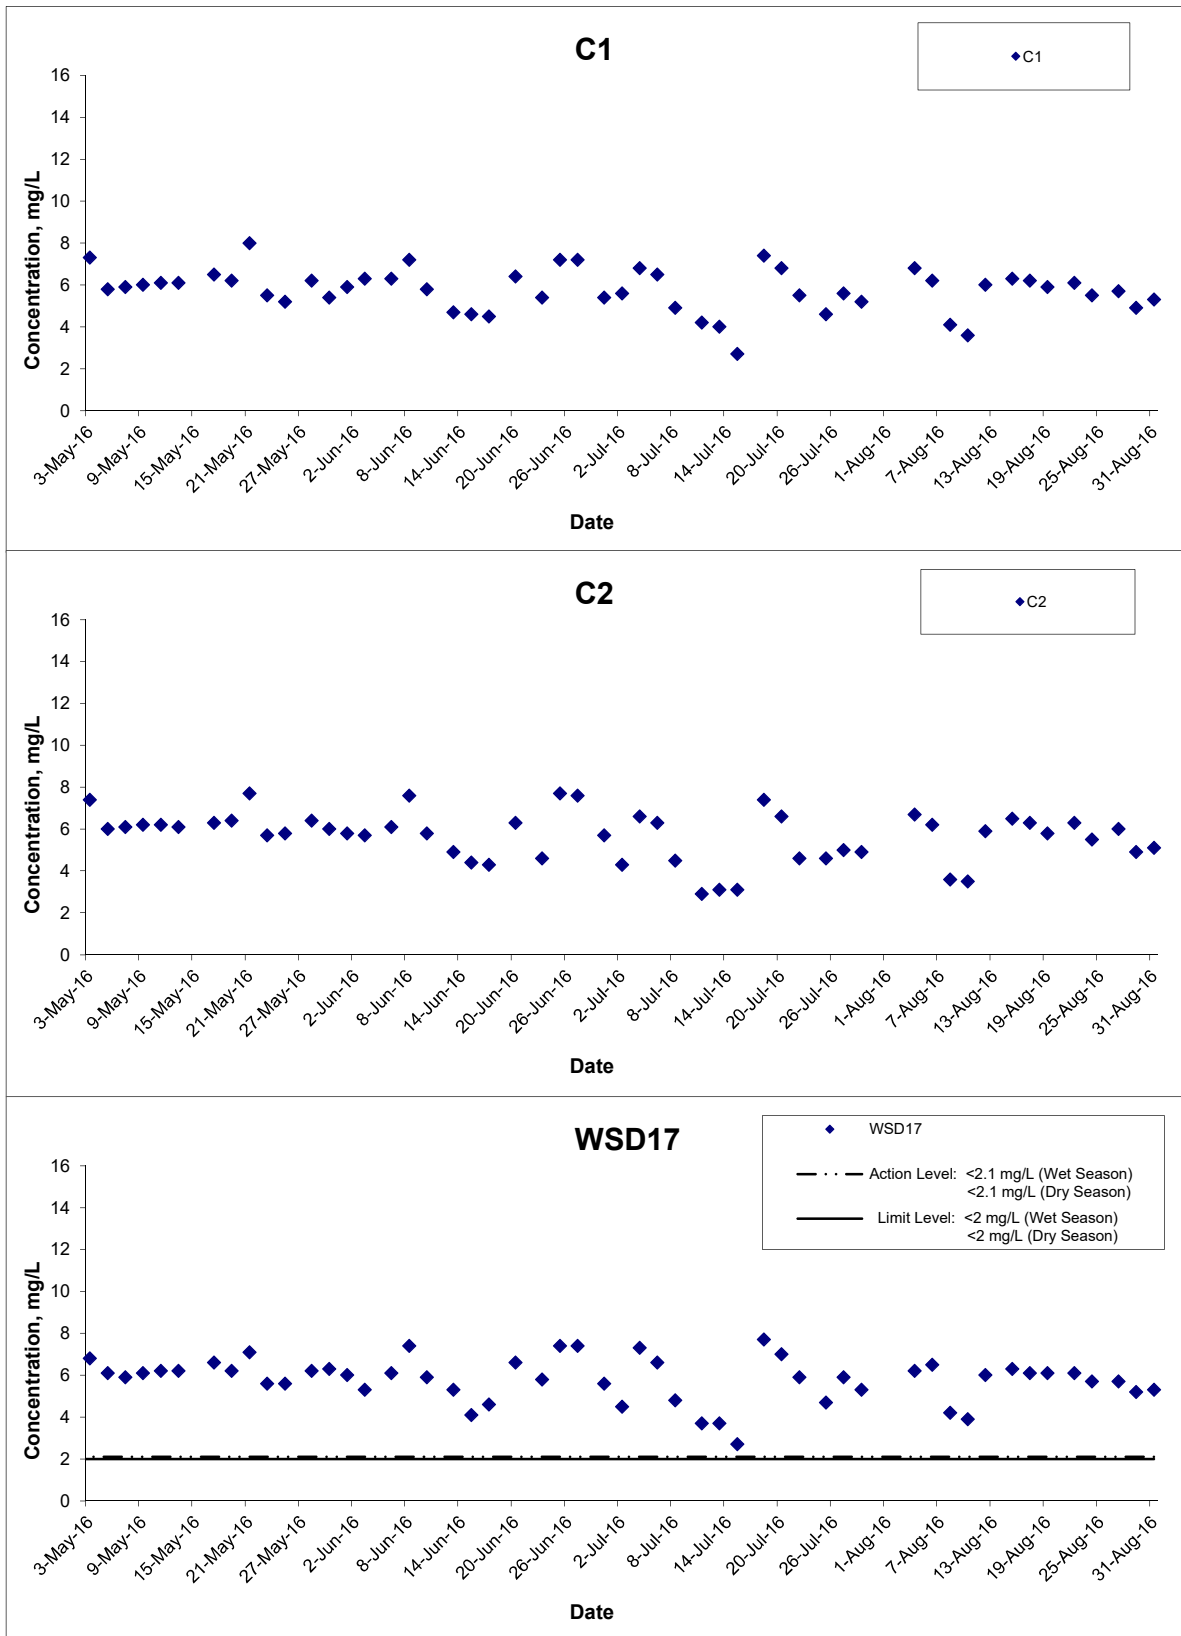 C1
C1
Concentration, mg/L
16
14
12
10
8
6
4
2
0
3-May-16
9-May-16
15-May-16
21-May-16
27-May-16
2-Jun-16
8-Jun-16
14-Jun-16
20-Jun-16
26-Jun-16
2-Jul-16
8-Jul-16
14-Jul-16
20-Jul-16
26-Jul-16
1-Aug-16
7-Aug-16
13-Aug-16
19-Aug-16
25-Aug-16
31-Aug-16
Date
C2
C2
Concentration, mg/L
16
14
12
10
8
6
4
2
0
3-May-16
9-May-16
15-May-16
21-May-16
27-May-16
2-Jun-16
8-Jun-16
14-Jun-16
20-Jun-16
26-Jun-16
2-Jul-16
8-Jul-16
14-Jul-16
20-Jul-16
26-Jul-16
1-Aug-16
7-Aug-16
13-Aug-16
19-Aug-16
25-Aug-16
31-Aug-16
Date
WSD17
WSD17
Action Level: <2.1 mg/L (Wet Season)
<2.1 mg/L (Dry Season)
Limit Level: <2 mg/L (Wet Season)
<2 mg/L (Dry Season)
Concentration, mg/L
16
14
12
10
8
6
4
2
0
3-May-16
9-May-16
15-May-16
21-May-16
27-May-16
2-Jun-16
8-Jun-16
14-Jun-16
20-Jun-16
26-Jun-16
2-Jul-16
8-Jul-16
14-Jul-16
20-Jul-16
26-Jul-16
1-Aug-16
7-Aug-16
13-Aug-16
19-Aug-16
25-Aug-16
31-Aug-16
Date